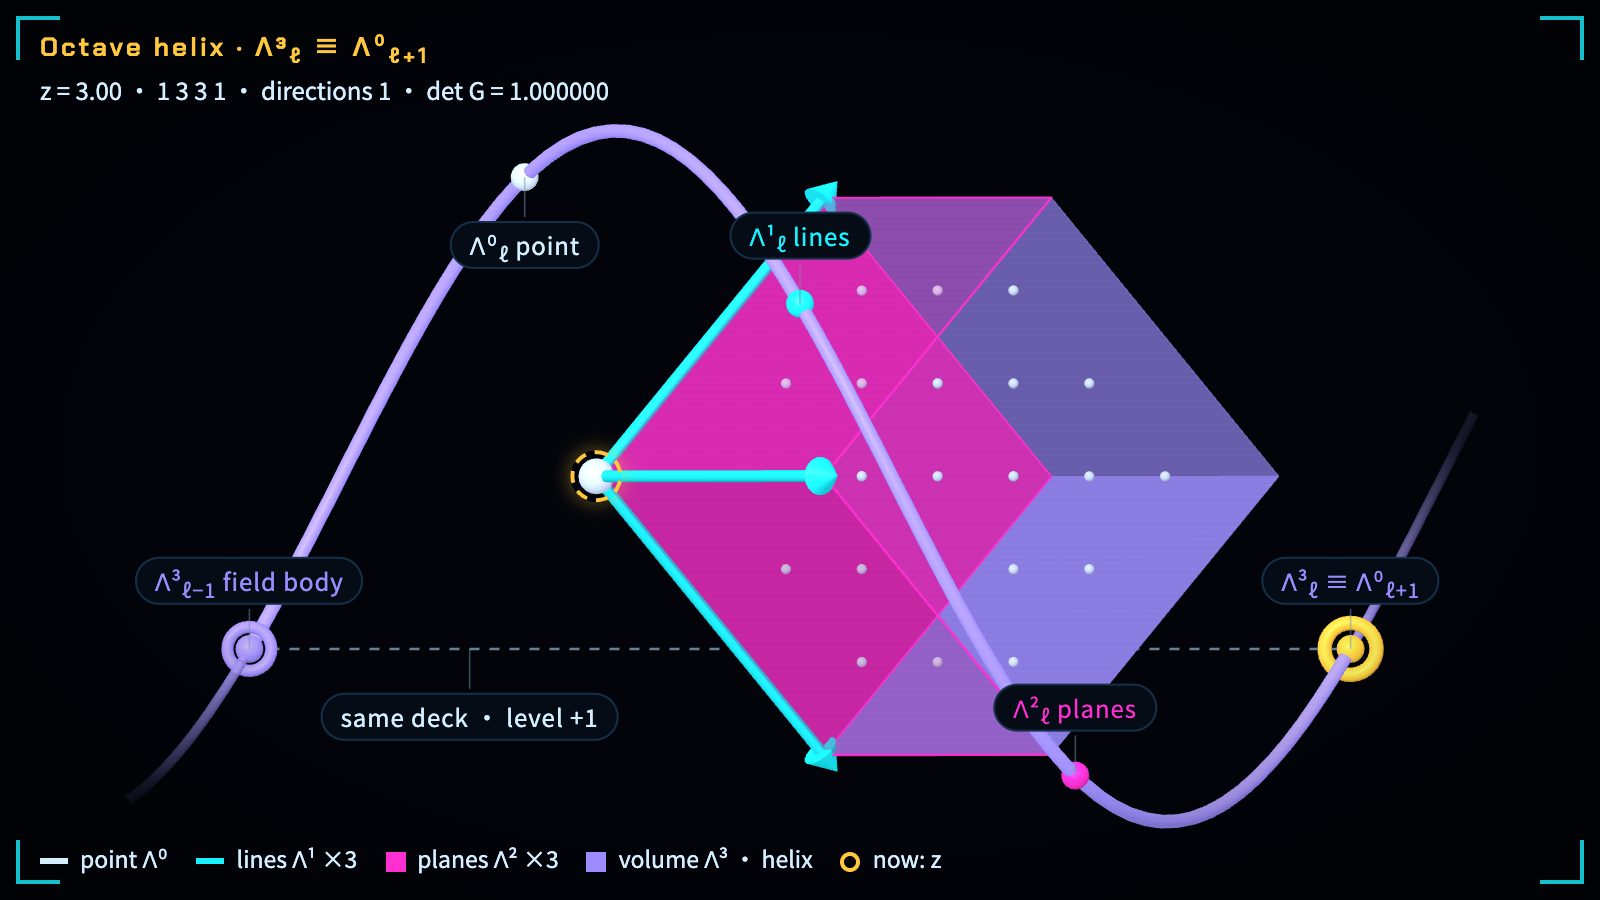 Octave helix · Λ³ℓ ≡ Λ⁰ℓ₊₁
z = 3.00 • 1 3 3 1 • directions 1 • det G = 1.000000
Λ⁰ℓ point
Λ¹ℓ lines
Λ³ℓ₋₁ field body
Λ³ℓ ≡ Λ⁰ℓ₊₁
same deck • level +1
Λ²ℓ planes
point Λ⁰ lines Λ¹ ×3 planes Λ² ×3 volume Λ³ • helix now: z